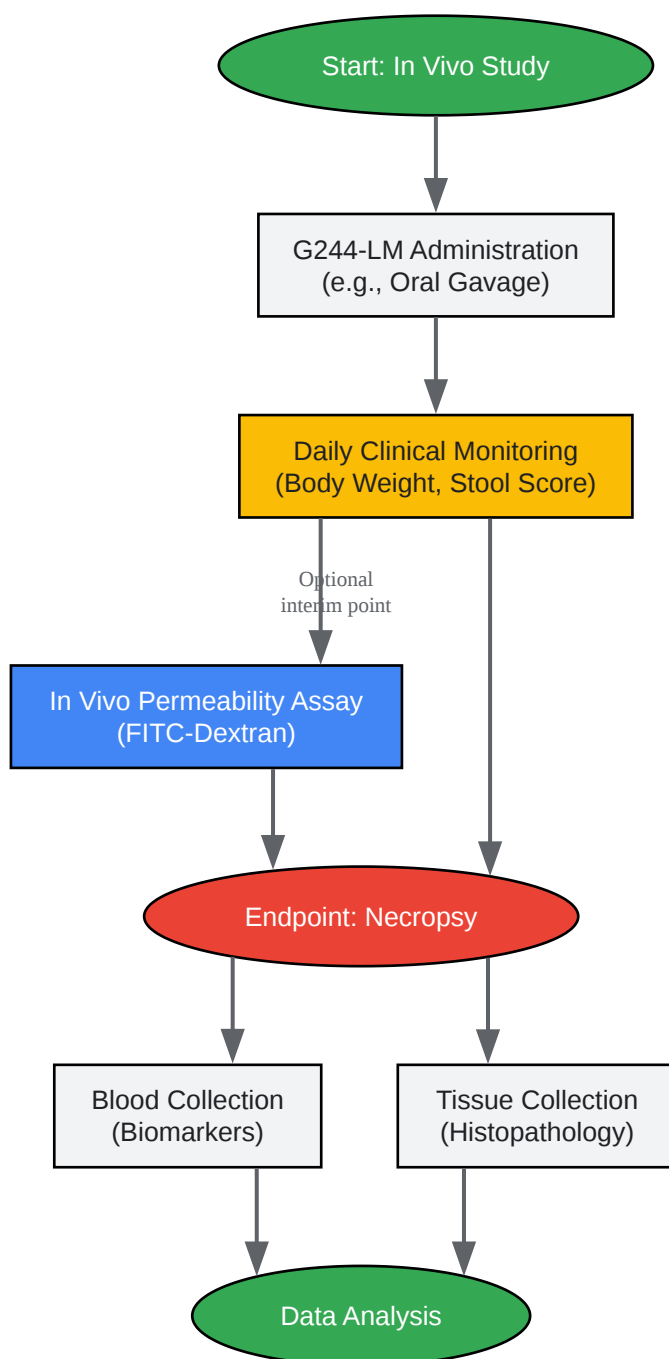 Start: In Vivo Study
G244-LM Administration
(e.g., Oral Gavage)
Daily Clinical Monitoring
(Body Weight, Stool Score)
Optional
interim point
In Vivo Permeability Assay
(FITC-Dextran)
Endpoint: Necropsy
Blood Collection
(Biomarkers)
Tissue Collection
(Histopathology)
Data Analysis